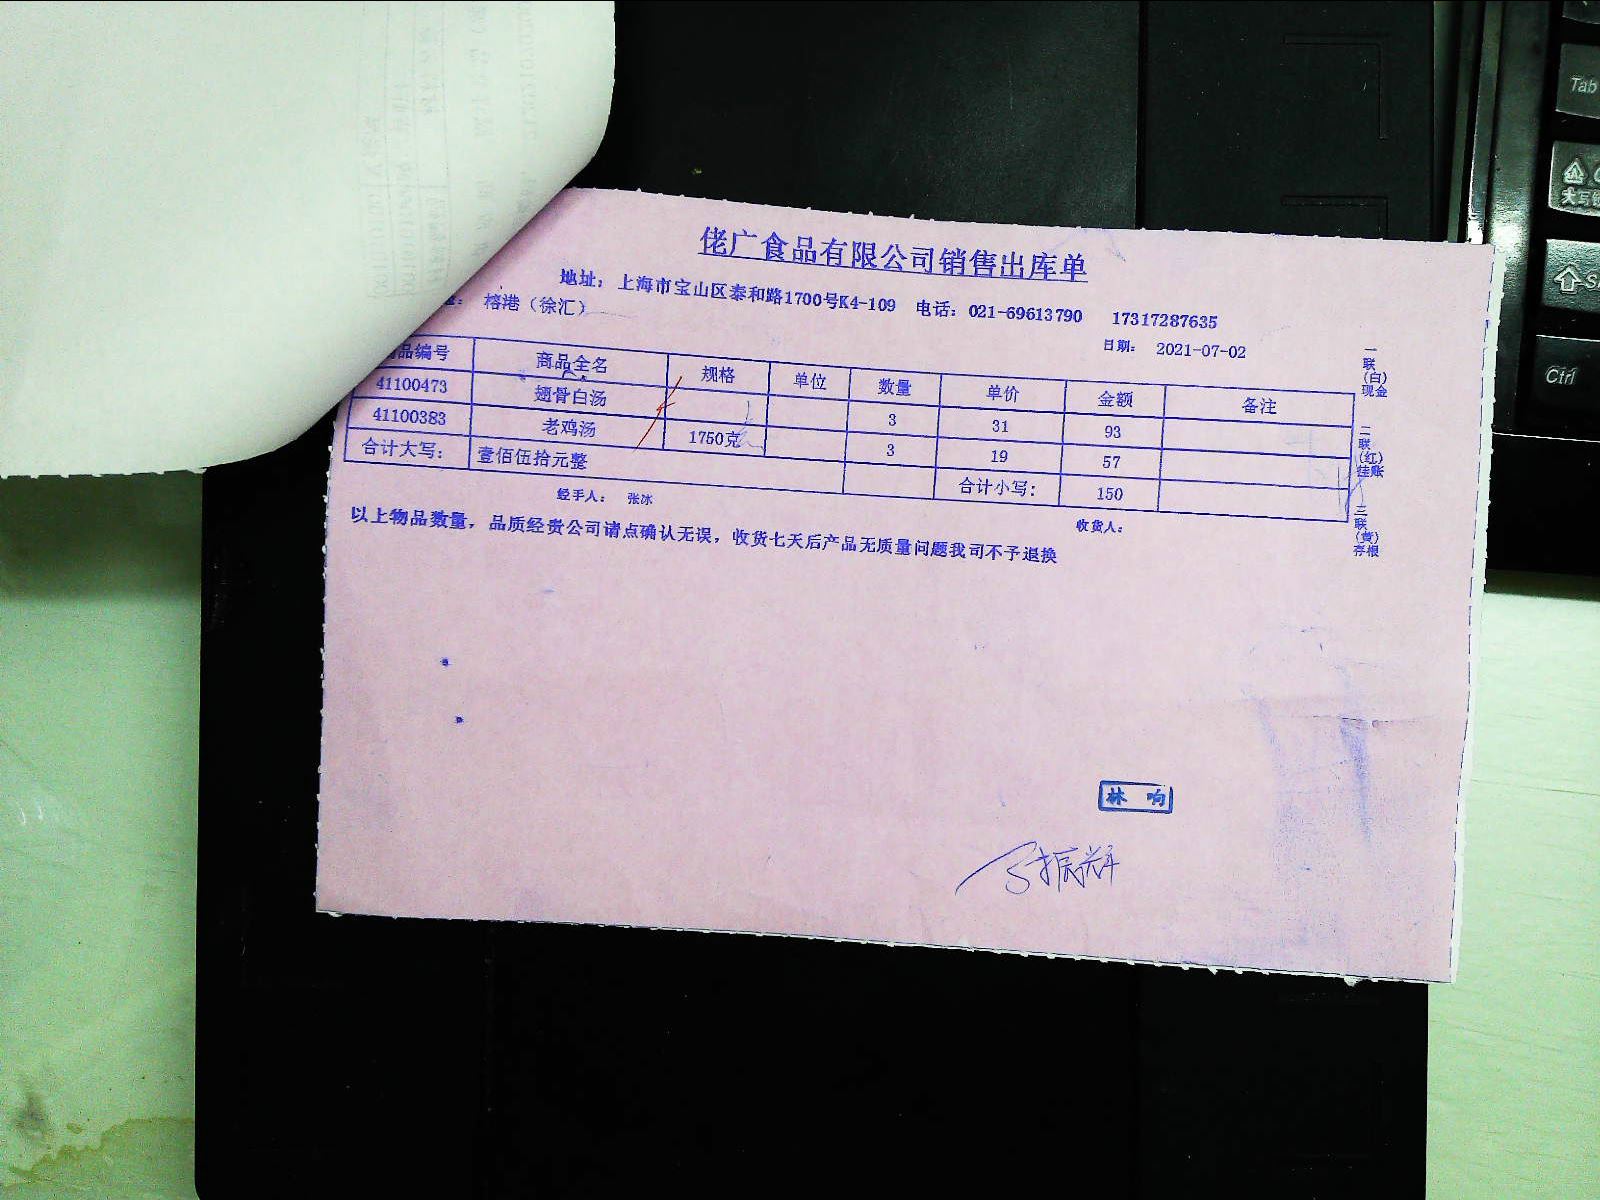 佬广食品有限公司销售出库单
地址：上海市宝山区泰和路1700号K4-109 电话：021-69613790 17317287635
榕港（徐汇）
日期： 2021-07-02
品编号 商品全名 规格 单位 数量 单价 金额 备注
41100473 翅骨白汤 3 31 93
41100383 老鸡汤 1750克 3 19 57
合计大写： 壹佰伍拾元整 合计小写： 150
经手人： 张冰 收货人：
以上物品数量，品质经贵公司请点确认无误，收货七天后产品无质量问题我司不予退换
一联（白）现金
二联（红）挂账
三联（黄）存根
林 响
Tab
大写
Ctrl